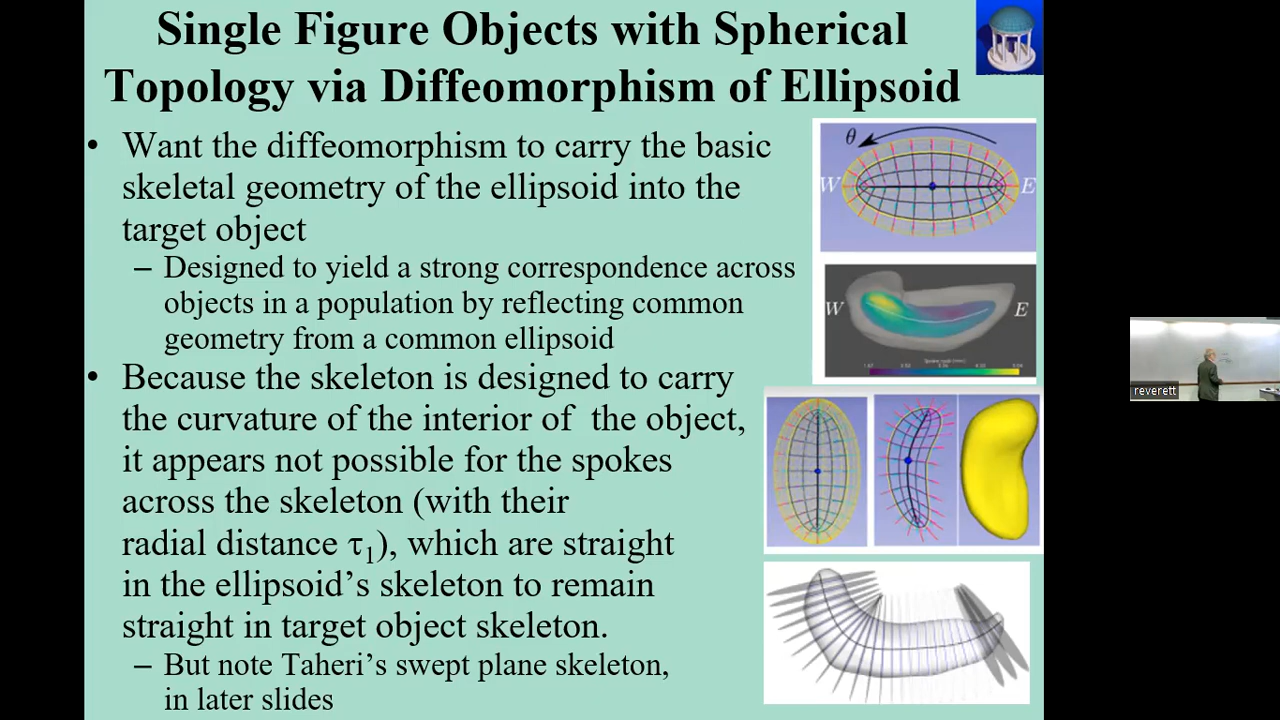 Single Figure Objects with Spherical
Topology via Diffeomorphism of Ellipsoid
• Want the diffeomorphism to carry the basic
skeletal geometry of the ellipsoid into the
target object
– Designed to yield a strong correspondence across
objects in a population by reflecting common
geometry from a common ellipsoid
• Because the skeleton is designed to carry
the curvature of the interior of the object,
it appears not possible for the spokes
across the skeleton (with their
radial distance τ₁), which are straight
in the ellipsoid's skeleton to remain
straight in target object skeleton.
– But note Taheri's swept plane skeleton,
in later slides
θ
W E
W E
reverett